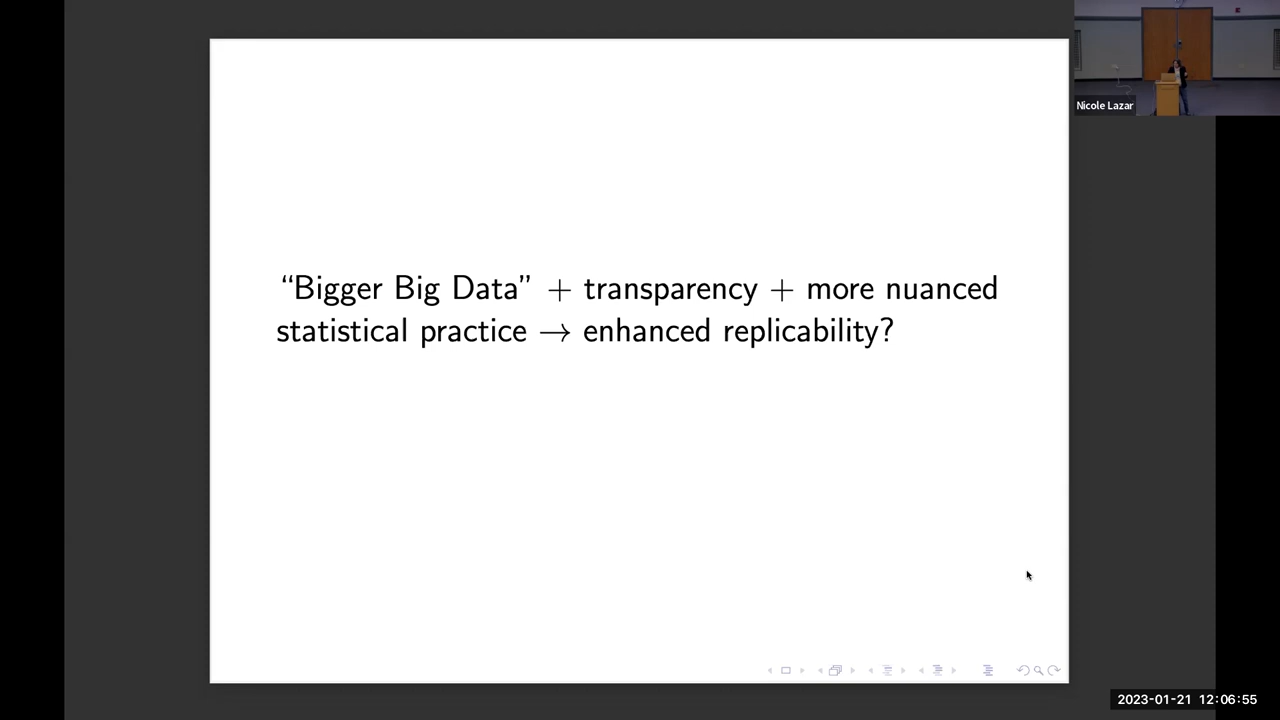 Nicole Lazar
“Bigger Big Data” + transparency + more nuanced
statistical practice → enhanced replicability?
2023-01-21 12:06:55